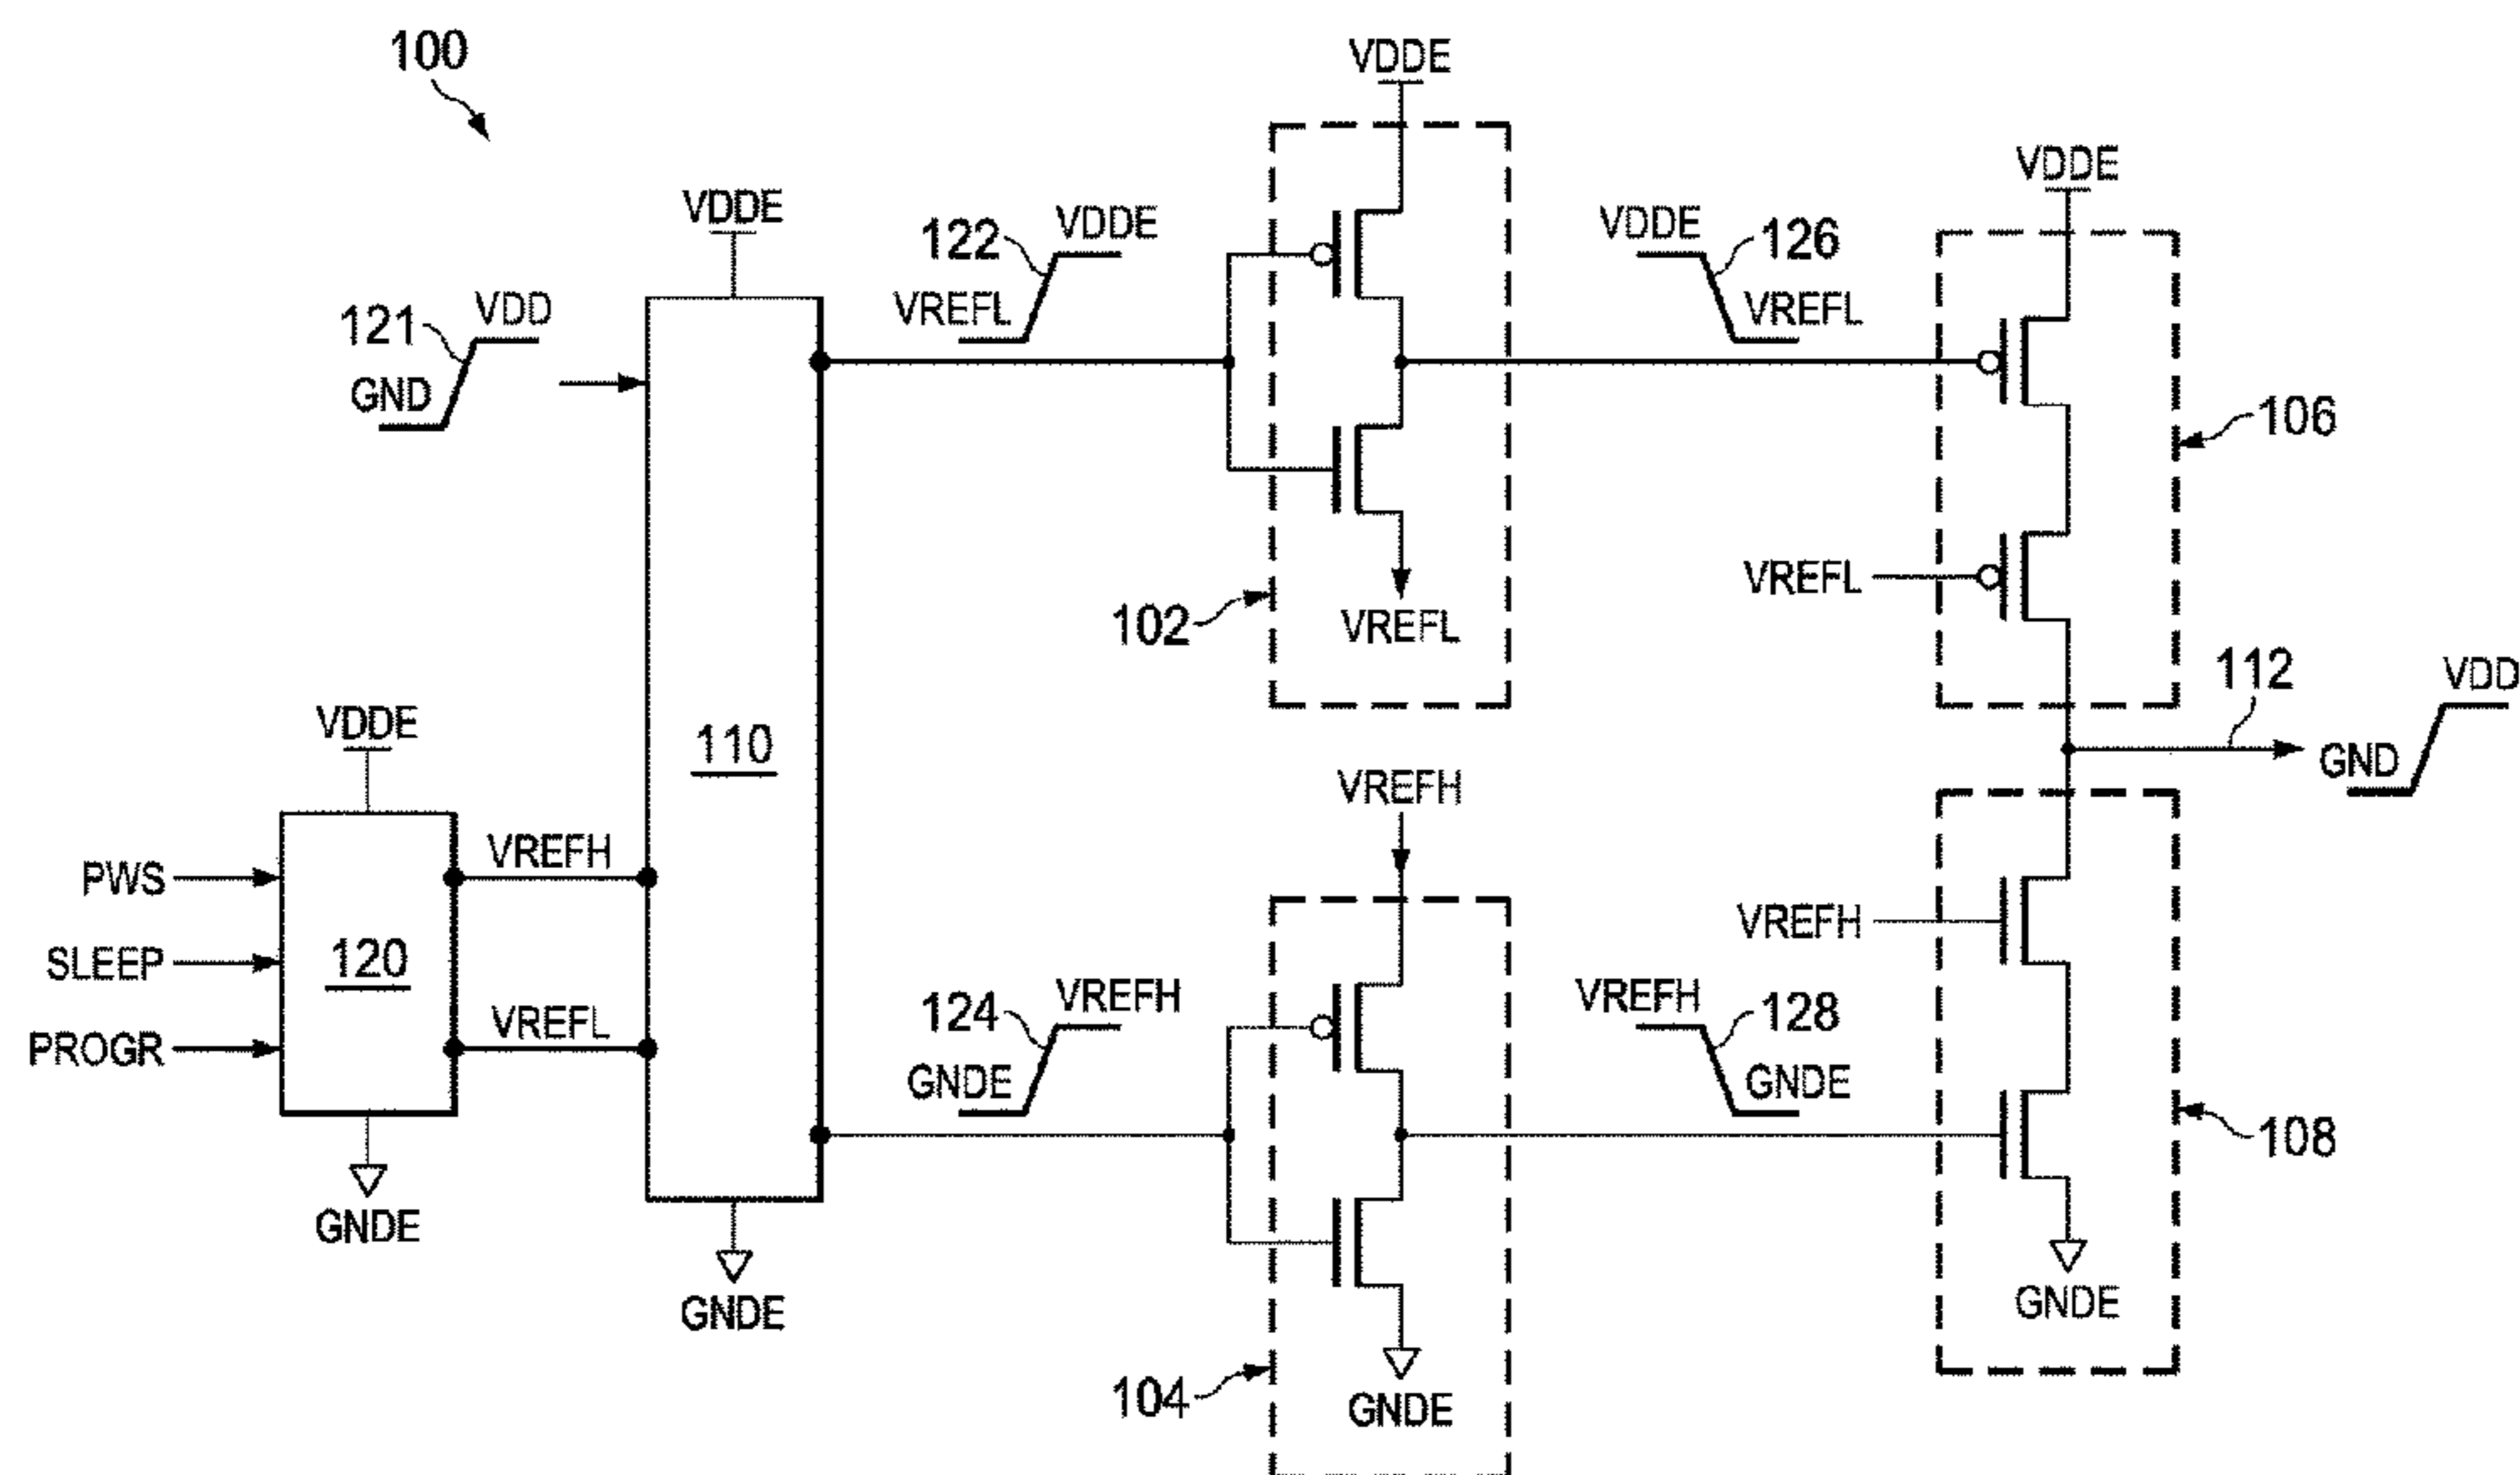 100
VDDE
VDDE
VDDE
122
VDDE
VDDE
126
121
VDD
VREFL
VREFL
GND
106
VREFL
102
VREFL
112
VDD
VDDE
110
GND
VREFH
VREFH
PWS
VREFH
SLEEP
120
124
VREFH
VREFH
128
VREFL
PROGR
GNDE
GNDE
108
GNDE
GNDE
GNDE
104
GNDE